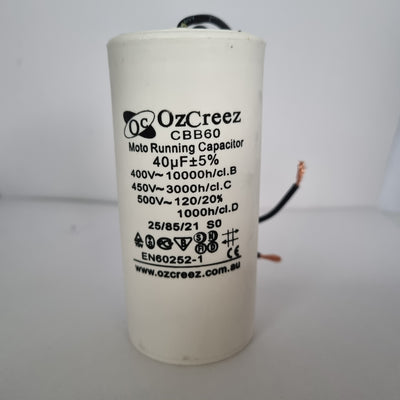 OC OzCreez
CBB60
Moto Running Capacitor
40µF±5%
400V~10000h/cl.B
450V~3000h/cl.C
500V~120/20%
1000h/cl.D
25/85/21 S0
CE
EN60252-1
www.ozcreez.com.au